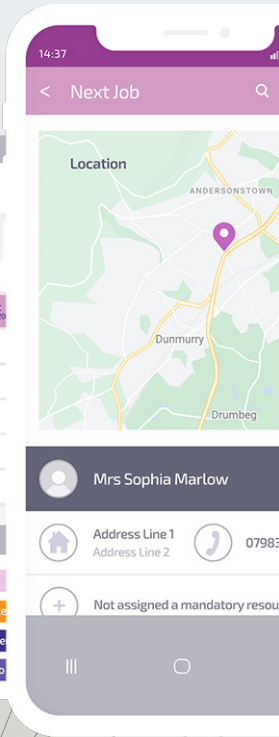 14:37
< Next Job
Location
ANDERSONSTOWN
Dunmurry
Drumbeg
Mrs Sophia Marlow
Address Line 1
Address Line 2
07983
Not assigned a mandatory resou